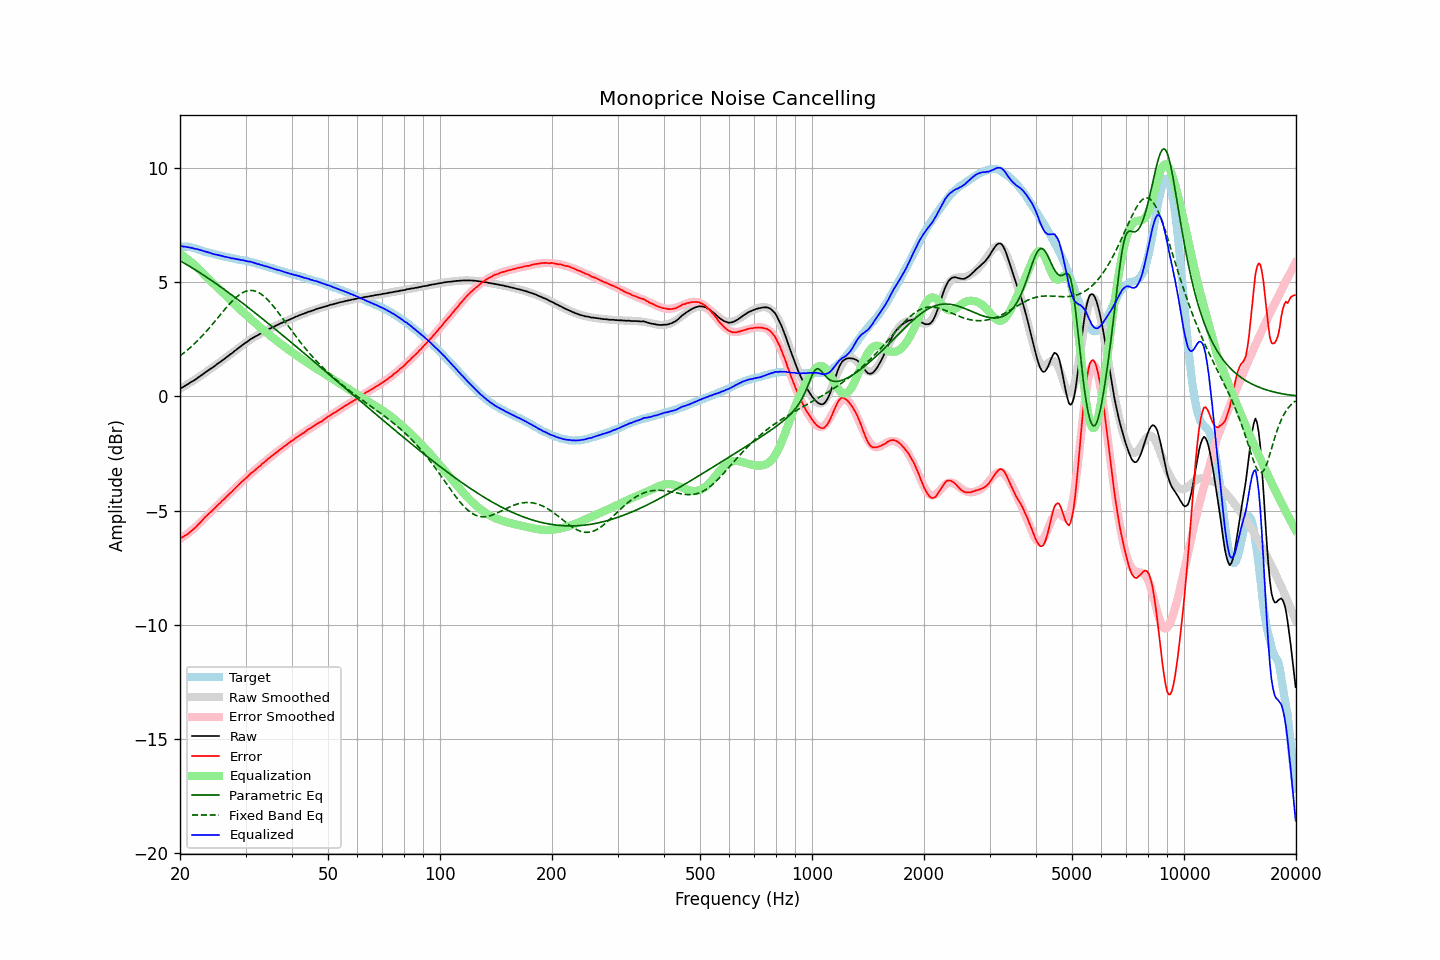 Monoprice Noise Cancelling
Amplitude (dBr)
10
5
0
−5
−10
−15
−20
Target
Raw Smoothed
Error Smoothed
Raw
Error
Equalization
Parametric Eq
Fixed Band Eq
Equalized
20 50 100 200 500 1000 2000 5000 10000 20000
Frequency (Hz)